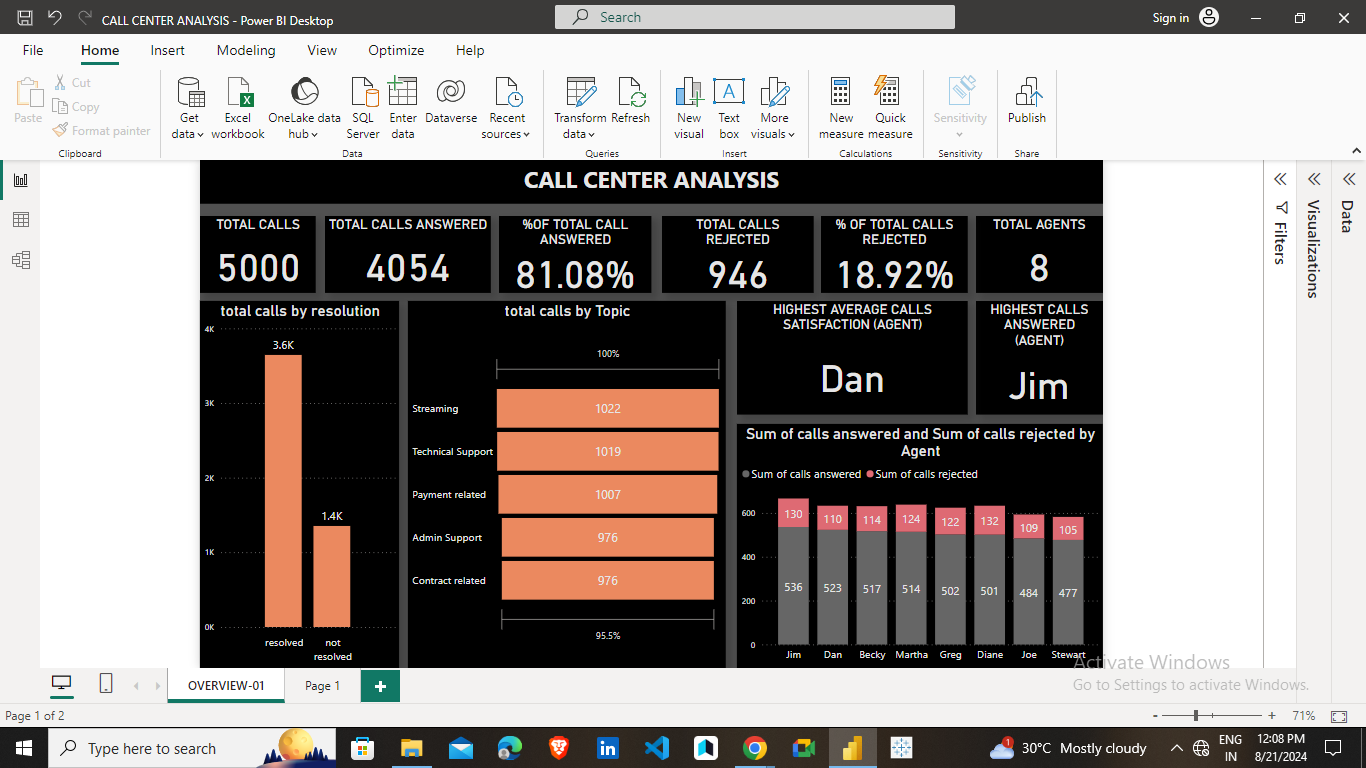 CALL CENTER ANALYSIS - Power BI Desktop
Search
Sign in
File Home Insert Modeling View Optimize Help
Paste
Cut
Copy
Format painter
Clipboard
Get data
Excel workbook
OneLake data hub
SQL Server
Enter data
Dataverse
Recent sources
Data
Transform data
Refresh
Queries
New visual
Text box
More visuals
Insert
New measure
Quick measure
Calculations
Sensitivity
Sensitivity
Publish
Share
CALL CENTER ANALYSIS
TOTAL CALLS
5000
TOTAL CALLS ANSWERED
4054
%OF TOTAL CALL
ANSWERED
81.08%
TOTAL CALLS
REJECTED
946
% OF TOTAL CALLS
REJECTED
18.92%
TOTAL AGENTS
8
total calls by resolution
4K
3.6K
3K
2K
1.4K
1K
0K
resolved
not
resolved
total calls by Topic
100%
Streaming 1022
Technical Support 1019
Payment related 1007
Admin Support 976
Contract related 976
95.5%
HIGHEST AVERAGE CALLS
SATISFACTION (AGENT)
Dan
HIGHEST CALLS
ANSWERED
(AGENT)
Jim
Sum of calls answered and Sum of calls rejected by
Agent
Sum of calls answered Sum of calls rejected
600
400
200
0
130 110 114 124 122 132 109 105
536 523 517 514 502 501 484 477
Jim Dan Becky Martha Greg Diane Joe Stewart
Filters
Visualizations
Data
Activate Windows
Go to Settings to activate Windows.
OVERVIEW-01
Page 1
Page 1 of 2
71%
Type here to search
1
30°C Mostly cloudy
ENG
IN
12:08 PM
8/21/2024